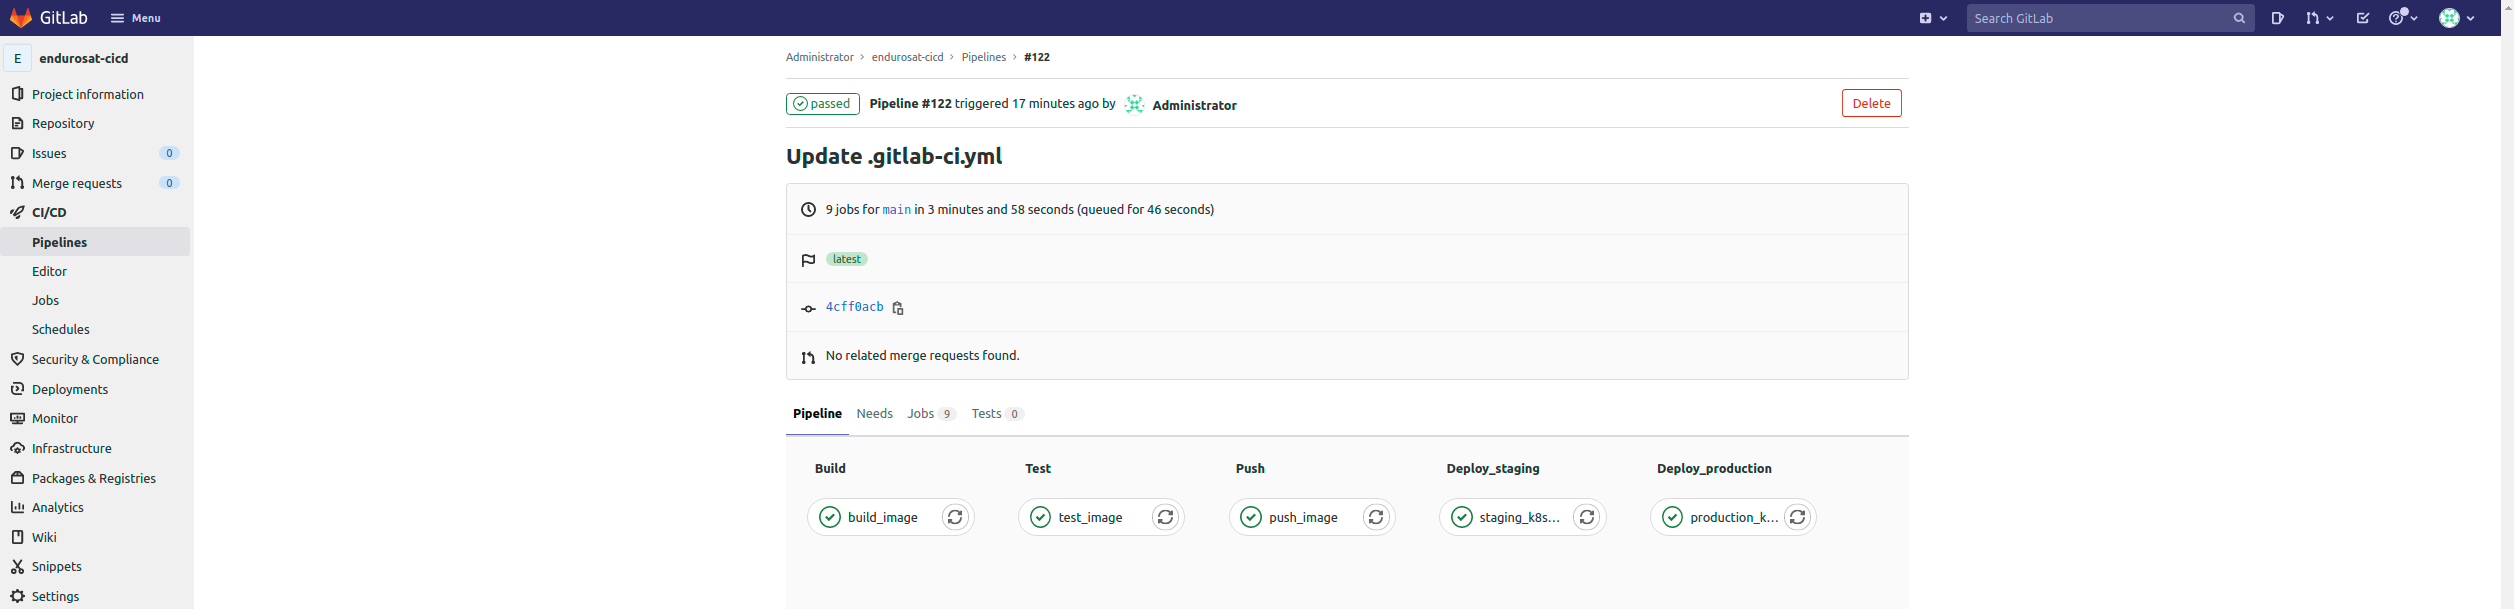 GitLab Menu Search GitLab
E endurosat-cicd
Project information
Repository
Issues 0
Merge requests 0
CI/CD
Pipelines
Editor
Jobs
Schedules
Security & Compliance
Deployments
Monitor
Infrastructure
Packages & Registries
Analytics
Wiki
Snippets
Settings
Administrator › endurosat-cicd › Pipelines › #122
passed Pipeline #122 triggered 17 minutes ago by Administrator Delete
Update .gitlab-ci.yml
9 jobs for main in 3 minutes and 58 seconds (queued for 46 seconds)
latest
4cff0acb
No related merge requests found.
Pipeline Needs Jobs 9 Tests 0
Build Test Push Deploy_staging Deploy_production
build_image test_image push_image staging_k8s... production_k...